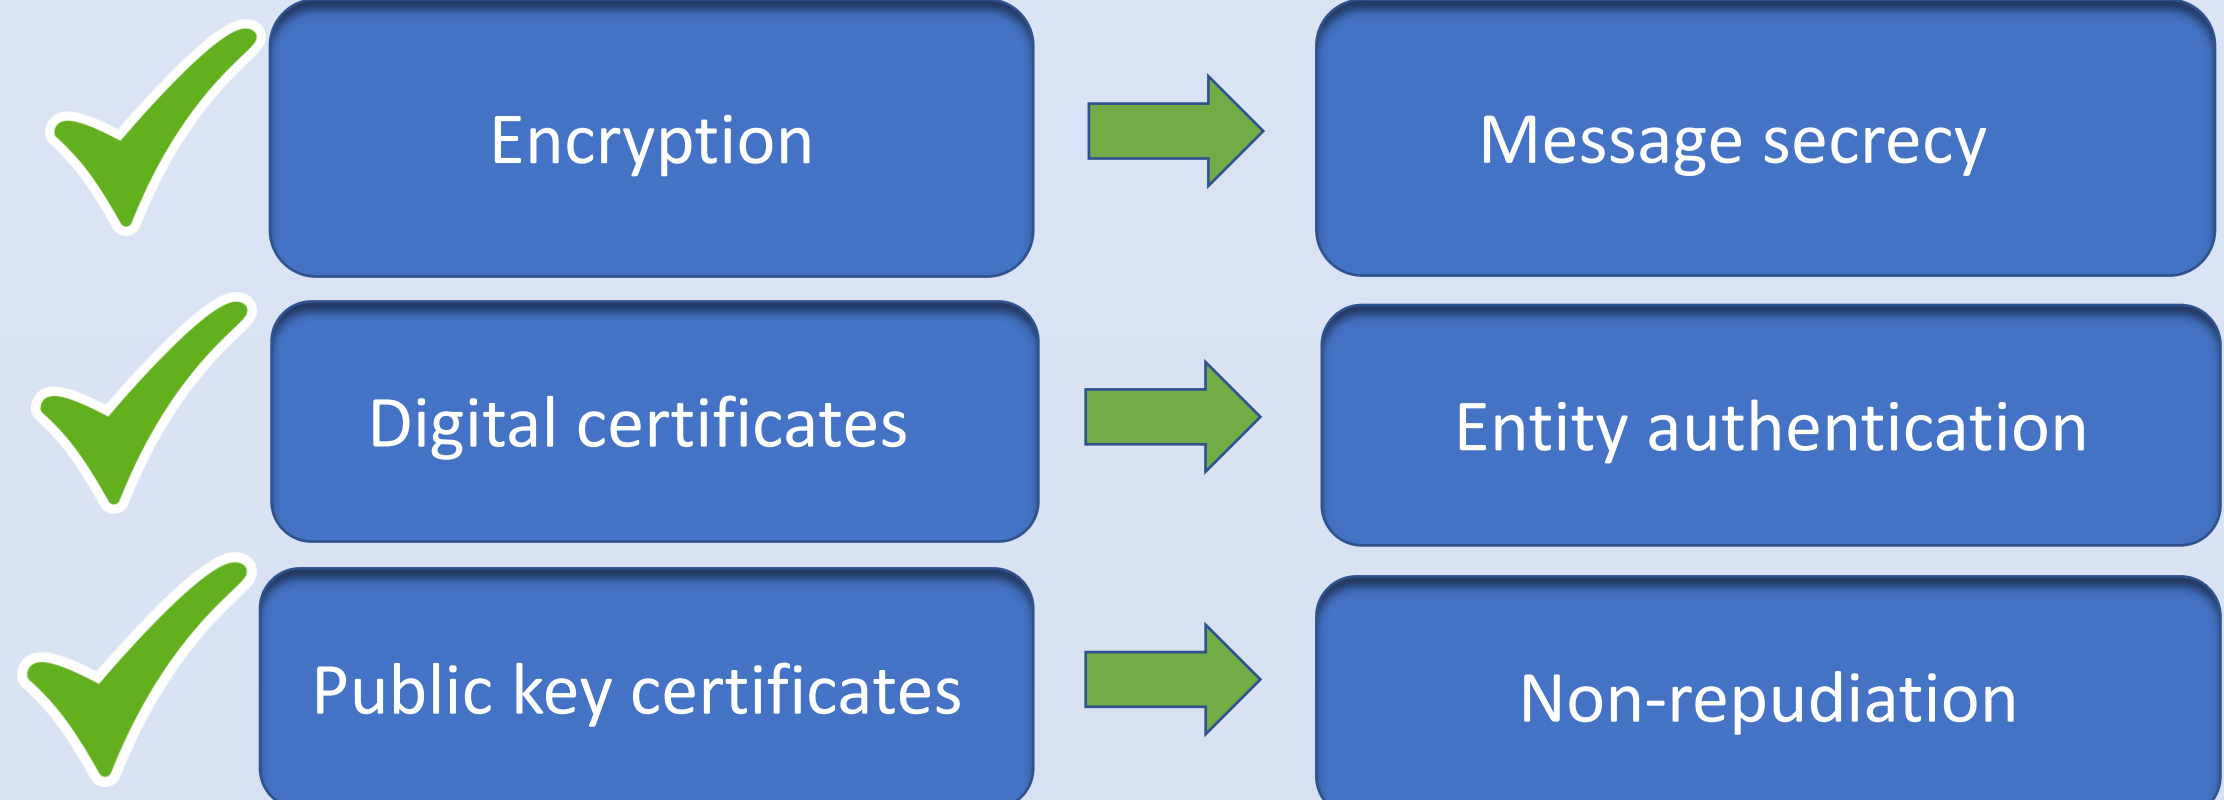 Encryption
Message secrecy
Digital certificates
Entity authentication
Public key certificates
Non-repudiation